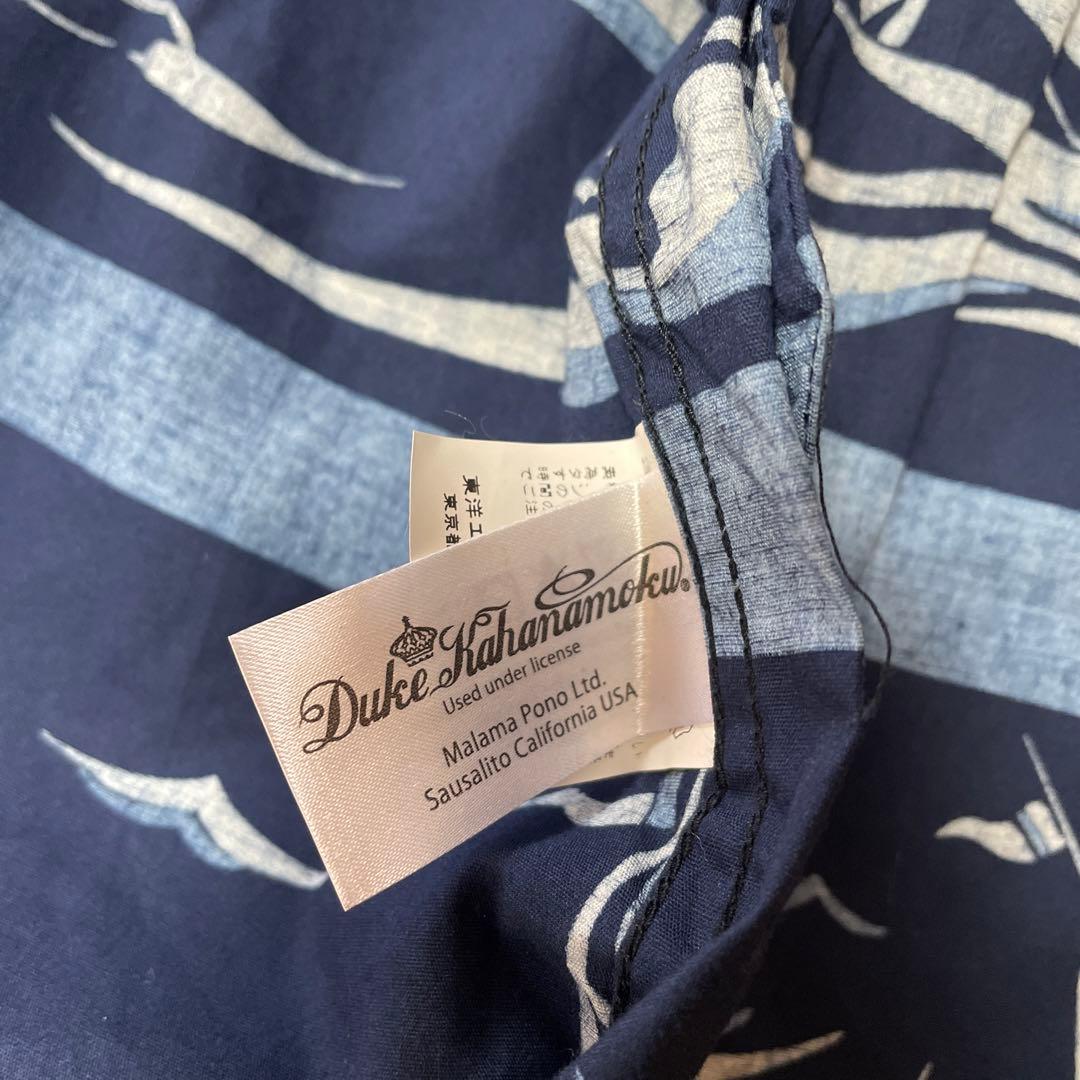 Duke Kahanamoku®
Used under license
Malama Pono Ltd.
Sausalito California USA
東洋エ
東京都